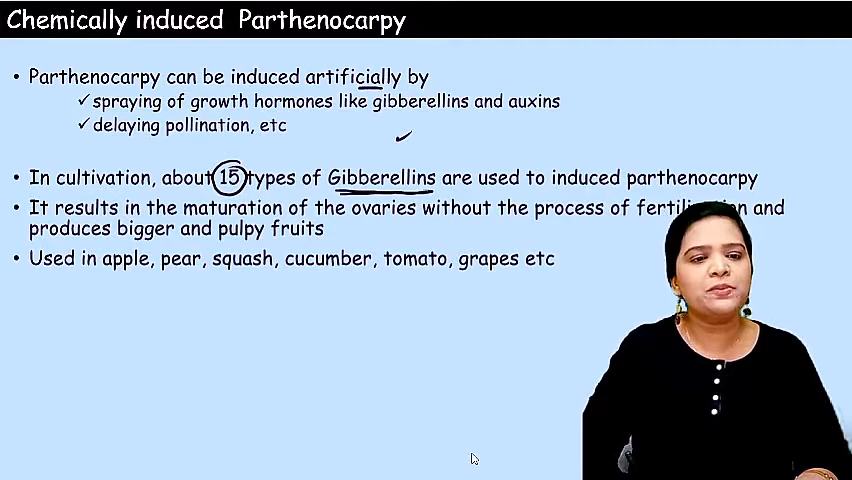 Chemically induced Parthenocarpy
• Parthenocarpy can be induced artificially by
✓spraying of growth hormones like gibberellins and auxins
✓delaying pollination, etc
• In cultivation, about 15 types of Gibberellins are used to induced parthenocarpy
• It results in the maturation of the ovaries without the process of and
produces bigger and pulpy fruits
• Used in apple, pear, squash, cucumber, tomato, grapes etc